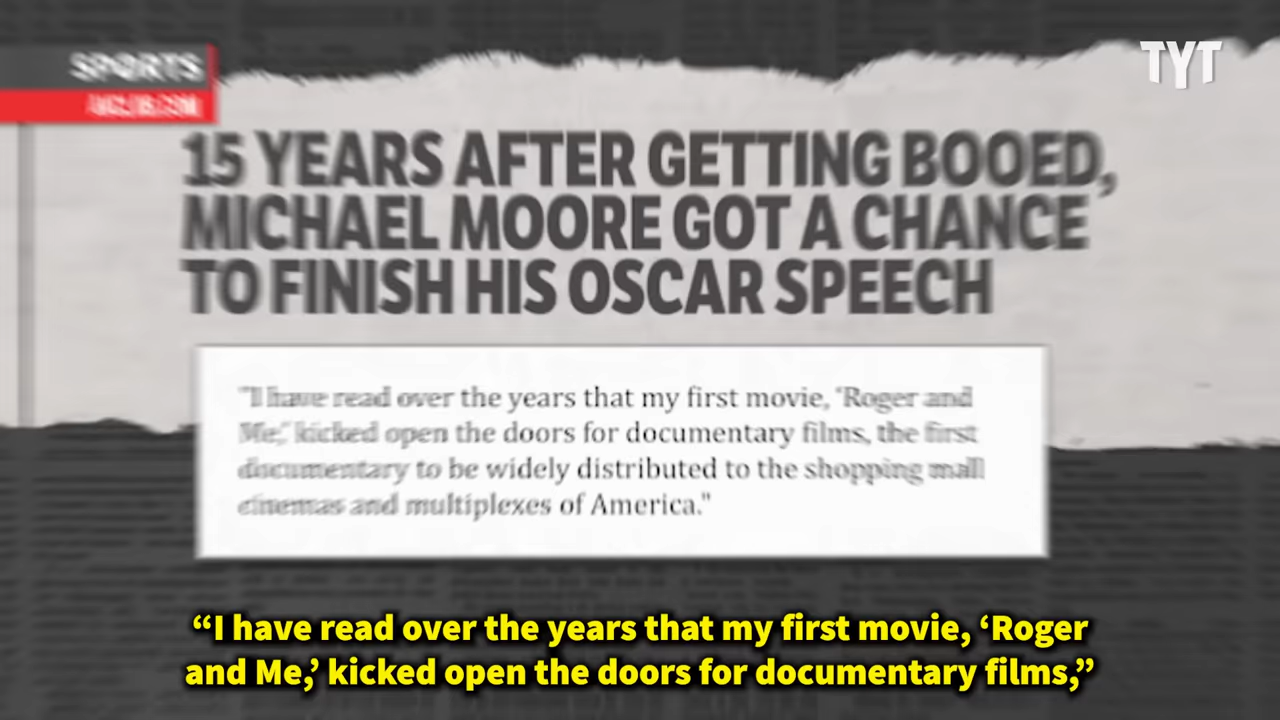 SPORTS
TYT
15 YEARS AFTER GETTING BOOED,
MICHAEL MOORE GOT A CHANCE
TO FINISH HIS OSCAR SPEECH
"I have read over the years that my first movie, 'Roger and
Me,' kicked open the doors for documentary films, the first
documentary to be widely distributed to the shopping mall
cinemas and multiplexes of America."
“I have read over the years that my first movie, ‘Roger
and Me,’ kicked open the doors for documentary films,”